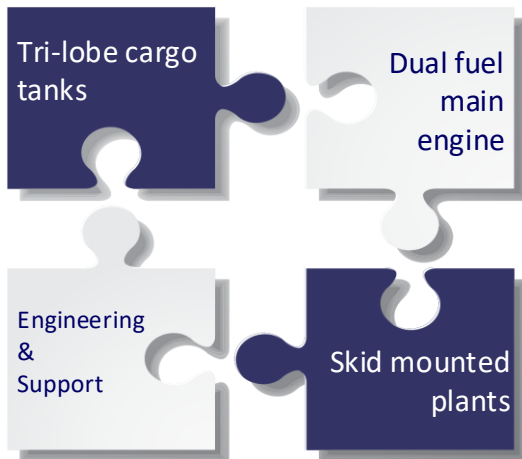 Tri-lobe cargo
tanks
Dual fuel
main
engine
Engineering
&
Support
Skid mounted
plants